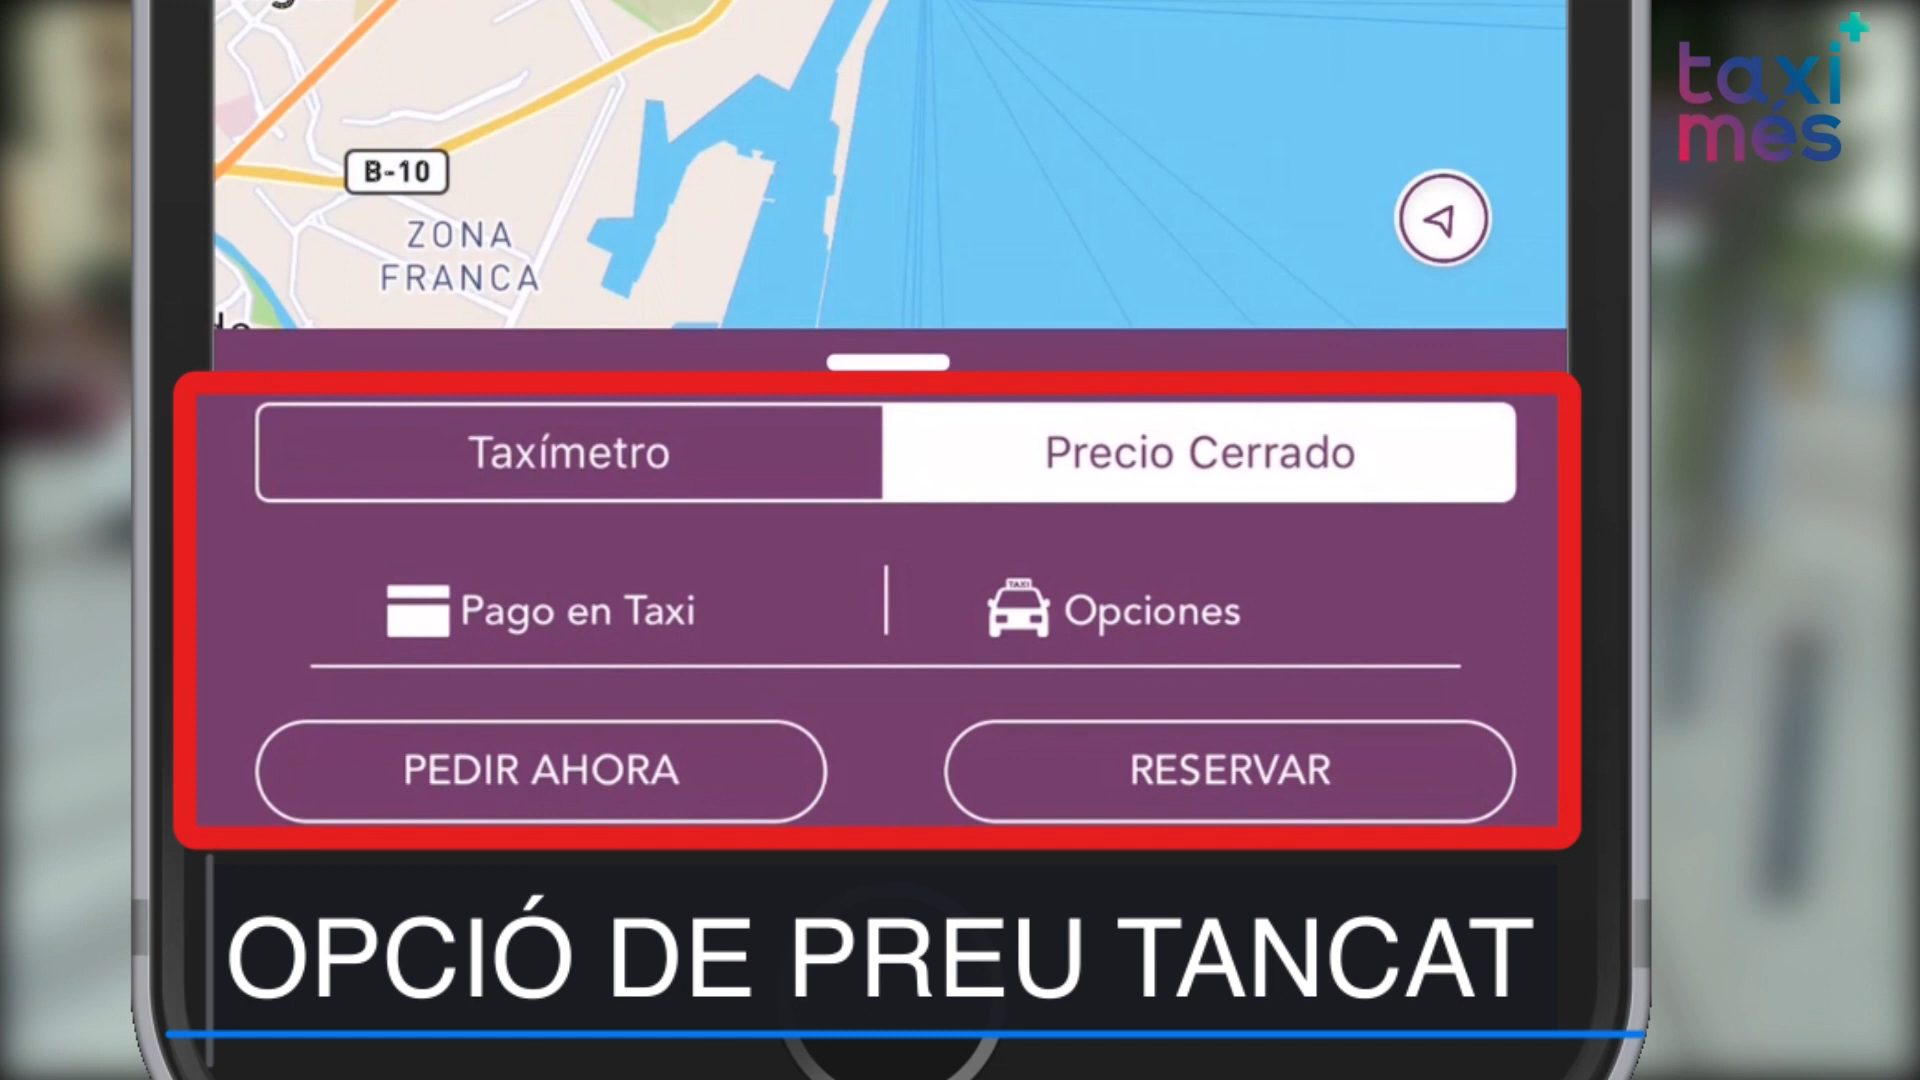 taxi+
més
B-10
ZONA
FRANCA
Taxímetro
Precio Cerrado
Pago en Taxi
TAXI
Opciones
PEDIR AHORA
RESERVAR
OPCIÓ DE PREU TANCAT